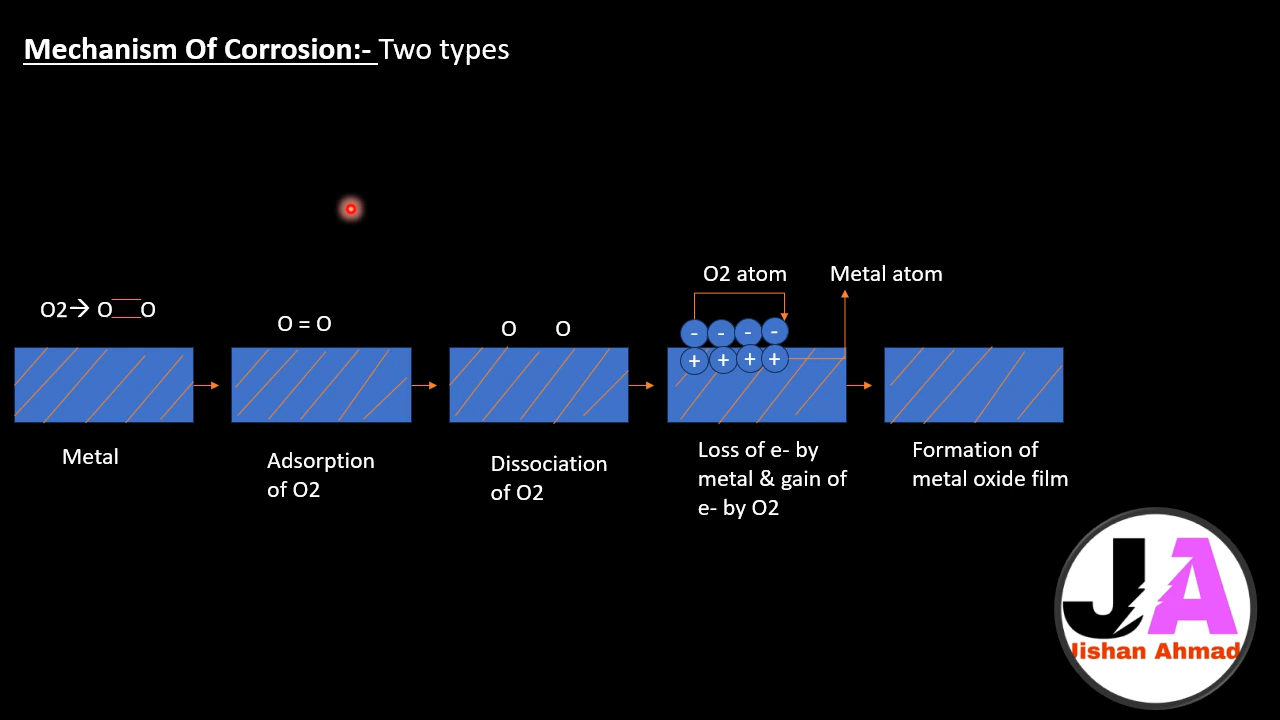 Mechanism Of Corrosion:- Two types
O2→ O O
O = O
O O
O2 atom
Metal atom
- - - -
+ + + +
Metal
Adsorption
of O2
Dissociation
of O2
Loss of e- by
metal & gain of
e- by O2
Formation of
metal oxide film
JA
Jishan Ahmad